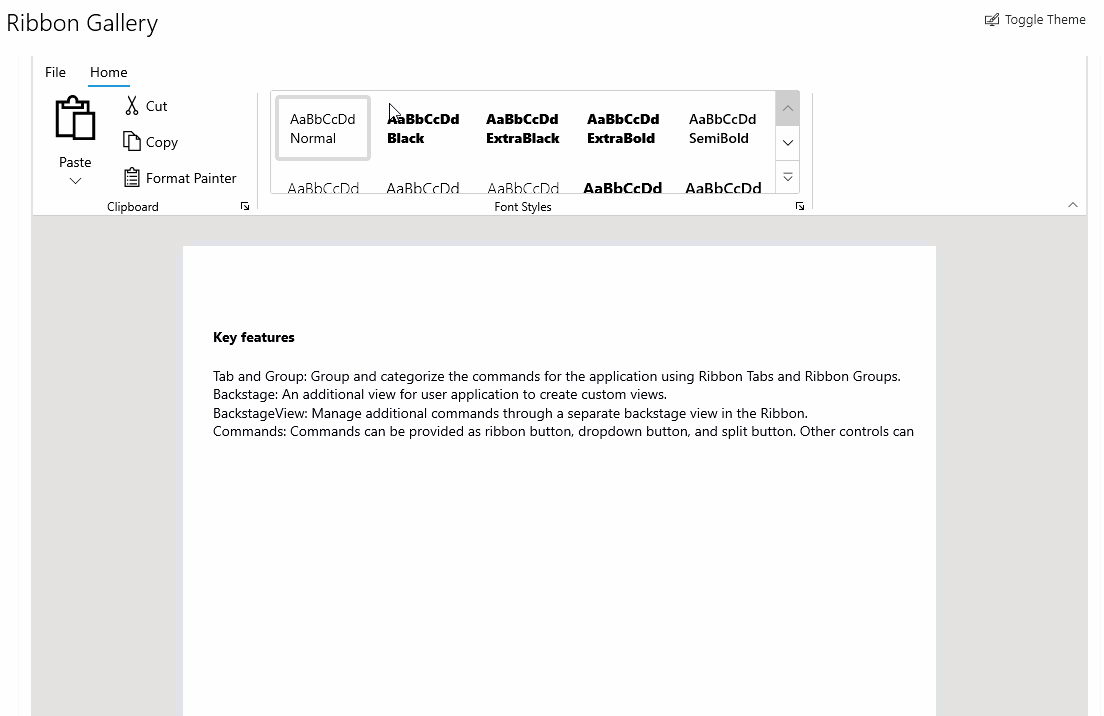 Ribbon Gallery
Toggle Theme
File
Home
Paste
Cut
Copy
Format Painter
Clipboard
AaBbCcDd
Normal
AaBbCcDd
Black
AaBbCcDd
ExtraBlack
AaBbCcDd
ExtraBold
AaBbCcDd
SemiBold
AaBbCcDd
AaBbCcDd
AaBbCcDd
AaBbCcDd
AaBbCcDd
Font Styles
Key features
Tab and Group: Group and categorize the commands for the application using Ribbon Tabs and Ribbon Groups.
Backstage: An additional view for user application to create custom views.
BackstageView: Manage additional commands through a separate backstage view in the Ribbon.
Commands: Commands can be provided as ribbon button, dropdown button, and split button. Other controls can